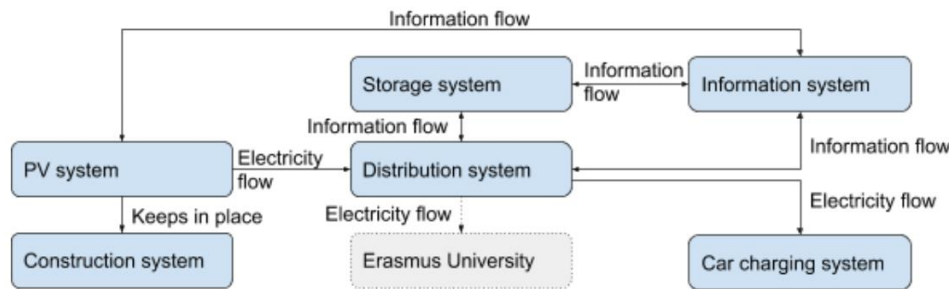 Information flow
Storage system
Information
flow
Information system
Information flow
PV system
Electricity
flow
Distribution system
Information flow
Keeps in place
Electricity flow
Electricity flow
Construction system
Erasmus University
Car charging system